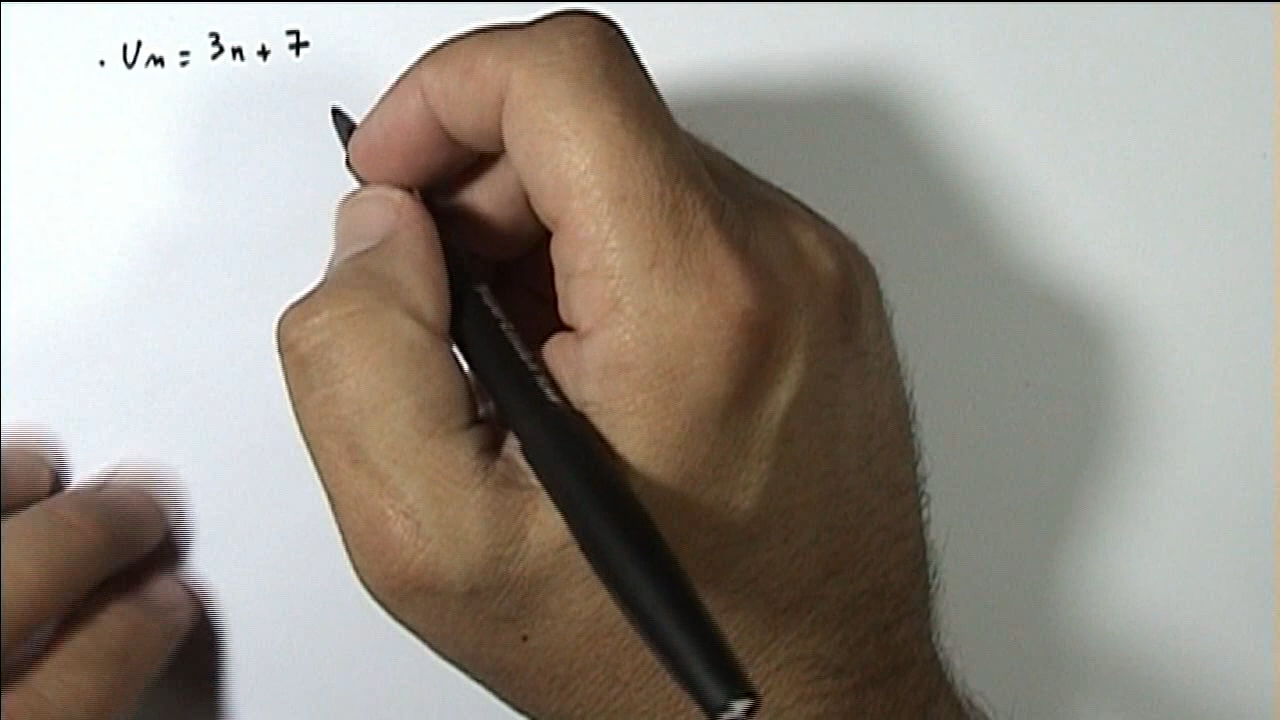 . Un = 3n + 7